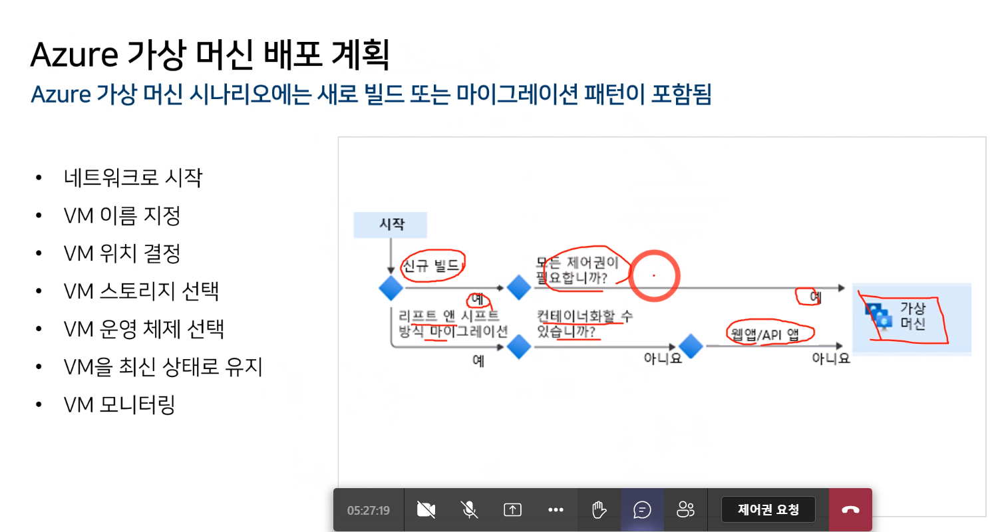 Azure 가상 머신 배포 계획
Azure 가상 머신 시나리오에는 새로 빌드 또는 마이그레이션 패턴이 포함됨
• 네트워크로 시작
• VM 이름 지정
• VM 위치 결정
• VM 스토리지 선택
• VM 운영 체제 선택
• VM을 최신 상태로 유지
• VM 모니터링
시작
신규 빌드
예
모든 제어권이
필요합니까?
예
리프트 앤 시프트
방식 마이그레이션
예
컨테이너화할 수
있습니까?
아니요
웹앱/API 앱
아니요
가상
머신
05:27:19
제어권 요청